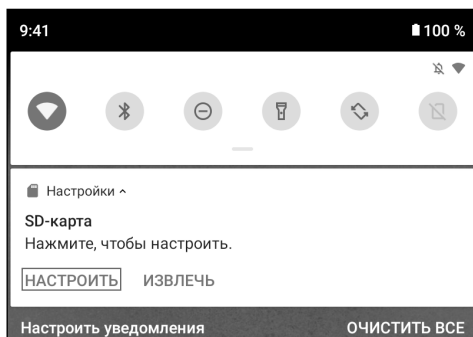 9:41 100 %
Настройки
SD-карта
Нажмите, чтобы настроить.
НАСТРОИТЬ ИЗВЛЕЧЬ
Настроить уведомления ОЧИСТИТЬ ВСЕ